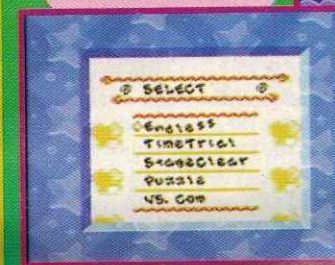 SELECT
Endless
TimeTrial
StageClear
Puzzle
VS. Com